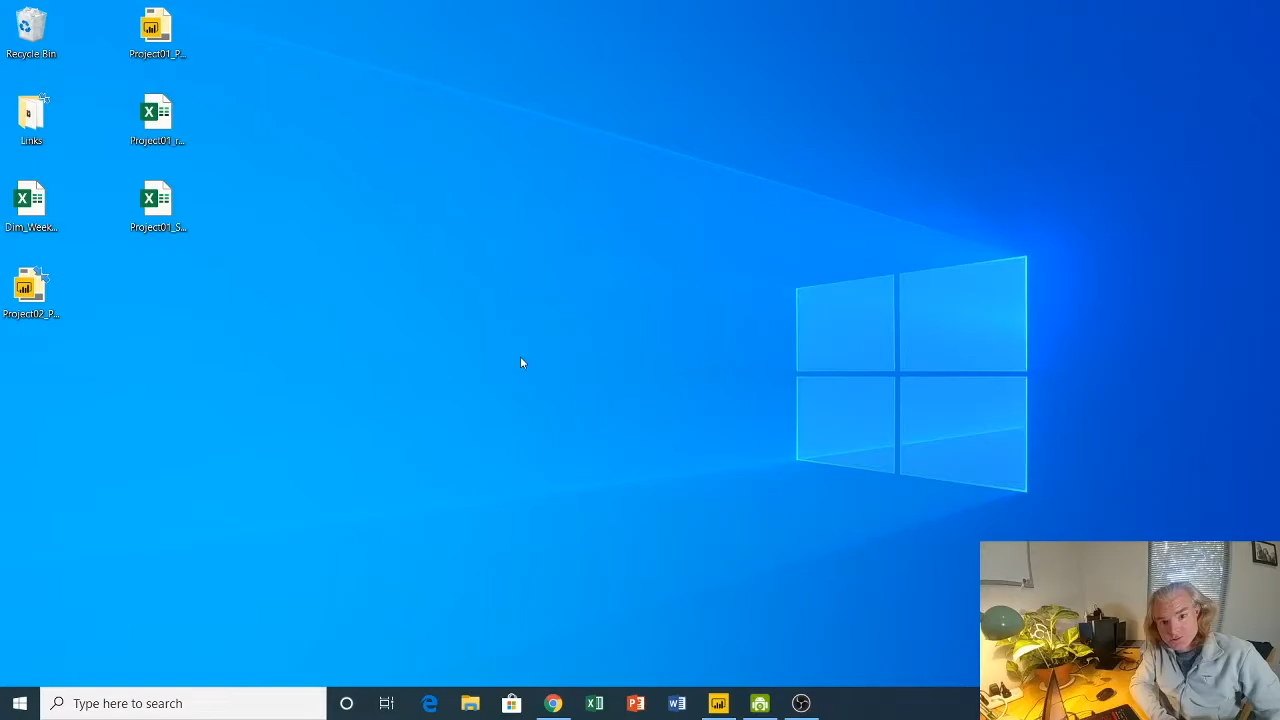 Recycle Bin
Project01_P...
Links
Project01_r...
Dim_Week...
Project01_S...
Project02_P...
Type here to search